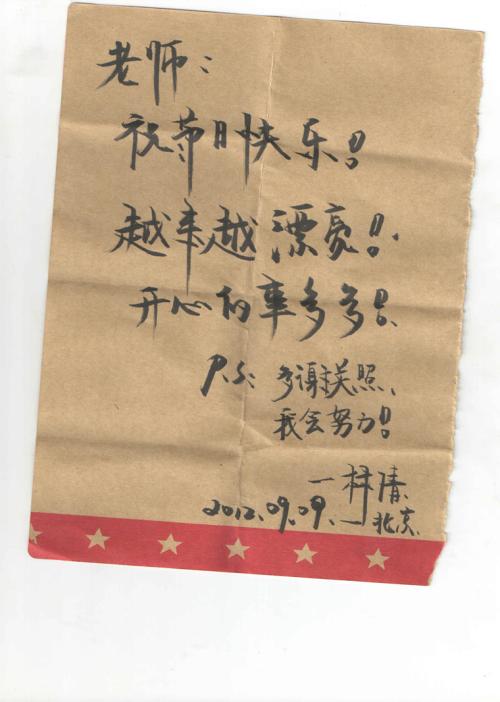 老师:
祝节日快乐!
越来越漂亮!
开心的事多多!
P.S: 多谢关照、
我会努力!
一林清
2012.09.09.一北京